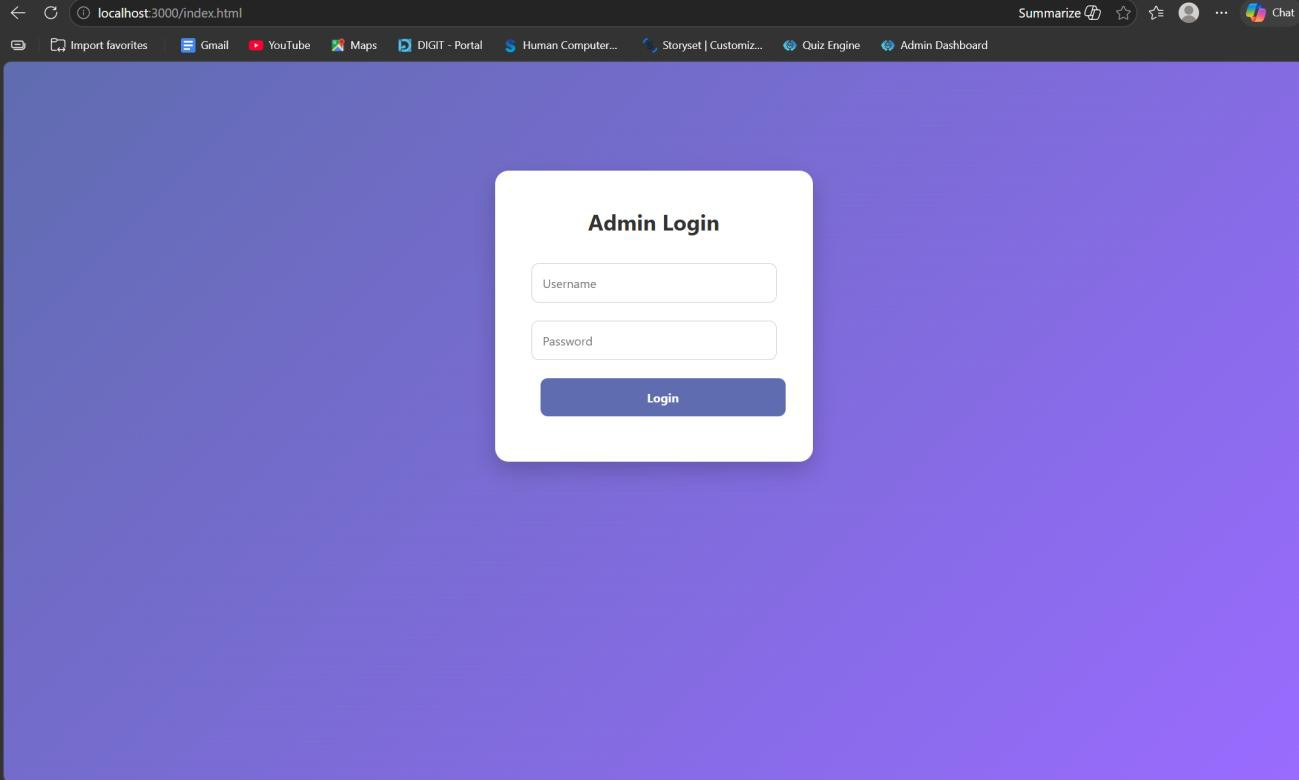 localhost:3000/index.html Summarize Chat
Import favorites Gmail YouTube Maps DIGIT - Portal Human Computer... Storyset | Customiz... Quiz Engine Admin Dashboard
Admin Login
Username
Password
Login